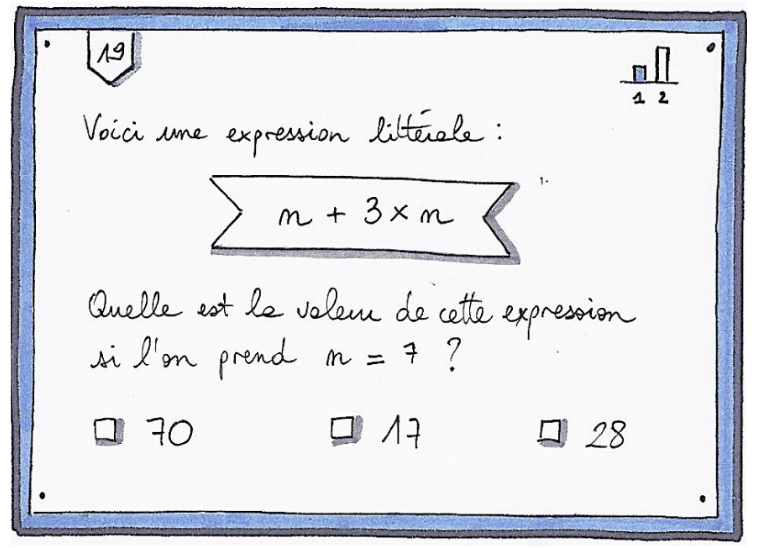 19
1 2
Voici une expression littérale :
n + 3 × n
Quelle est la valeur de cette expression
si l'on prend n = 7 ?
70 17 28